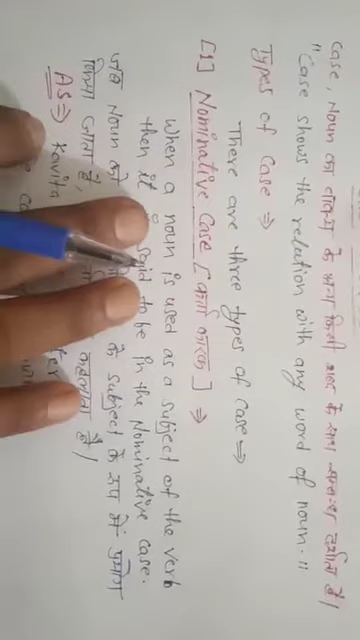 Case, Noun का वाक्य के अन्य किसी शब्द के साथ सम्बन्ध दर्शाता है।
"Case shows the relation with any word of noun."
Types of Case ⇒
There are three types of case ⇒
[1] Nominative Case [कर्ता कारक] ⇒
When a noun is used as a subject of the verb
then it said to be in the Nominative case.
जब Noun को के subject के रूप में प्रयोग
किया जाता है, कहलाता है।
AS ⇒ Kavita